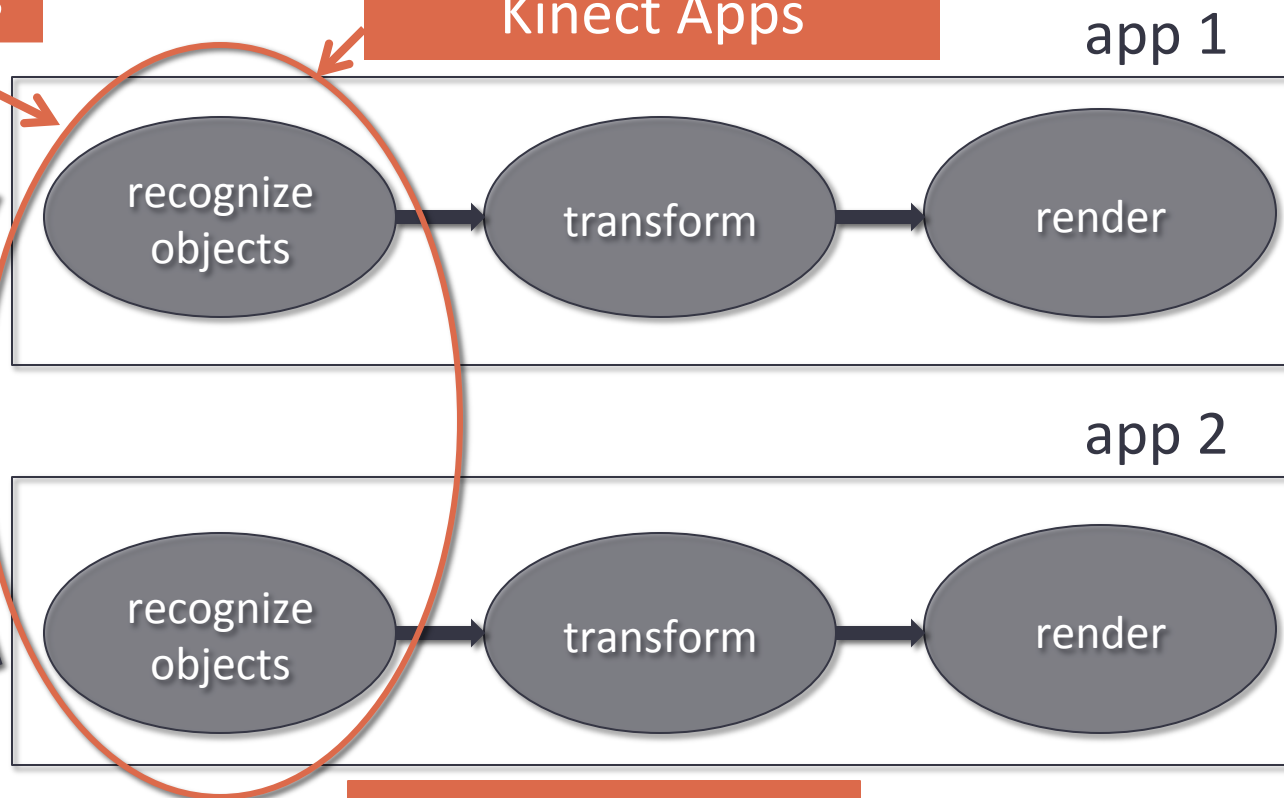 Kinect Apps
app 1
recognize
objects
transform
render
app 2
recognize
objects
transform
render